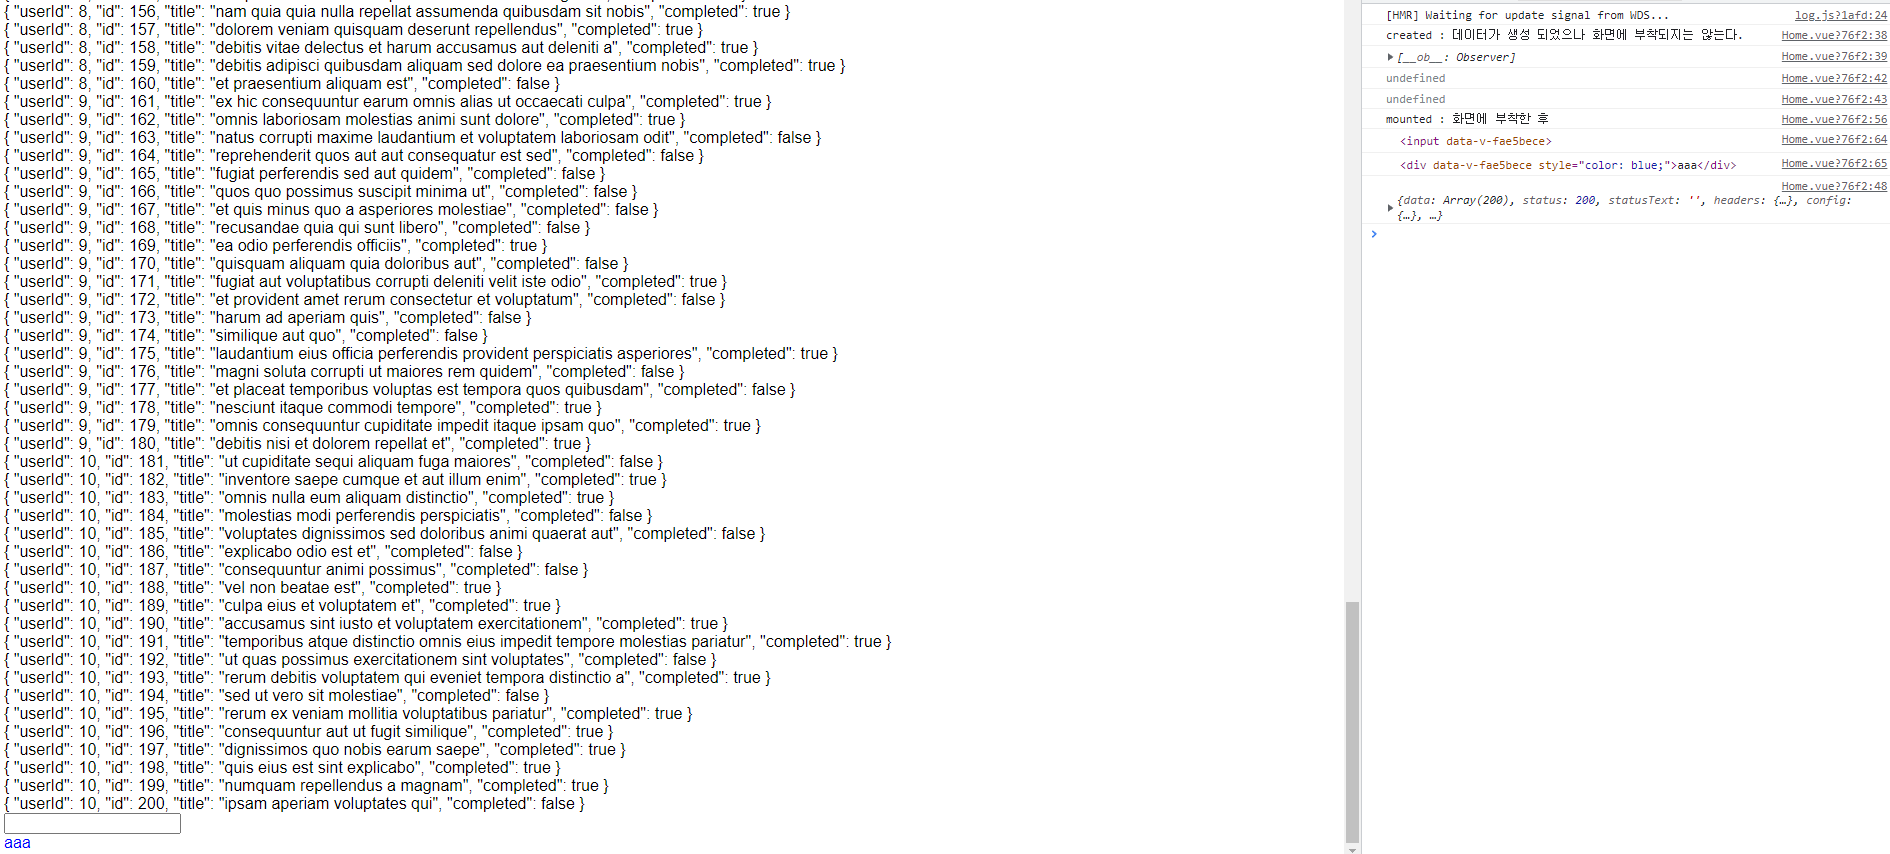 { "userId": 8, "id": 156, "title": "nam quia quia nulla repellat assumenda quibusdam sit nobis", "completed": true }
{ "userId": 8, "id": 157, "title": "dolorem veniam quisquam deserunt repellendus", "completed": true }
{ "userId": 8, "id": 158, "title": "debitis vitae delectus et harum accusamus aut deleniti a", "completed": true }
{ "userId": 8, "id": 159, "title": "debitis adipisci quibusdam aliquam sed dolore ea praesentium nobis", "completed": true }
{ "userId": 8, "id": 160, "title": "et praesentium aliquam est", "completed": false }
{ "userId": 9, "id": 161, "title": "ex hic consequuntur earum omnis alias ut occaecati culpa", "completed": true }
{ "userId": 9, "id": 162, "title": "omnis laboriosam molestias animi sunt dolore", "completed": true }
{ "userId": 9, "id": 163, "title": "natus corrupti maxime laudantium et voluptatem laboriosam odit", "completed": false }
{ "userId": 9, "id": 164, "title": "reprehenderit quos aut aut consequatur est sed", "completed": false }
{ "userId": 9, "id": 165, "title": "fugiat perferendis sed aut quidem", "completed": false }
{ "userId": 9, "id": 166, "title": "quos quo possimus suscipit minima ut", "completed": false }
{ "userId": 9, "id": 167, "title": "et quis minus quo a asperiores molestiae", "completed": false }
{ "userId": 9, "id": 168, "title": "recusandae quia qui sunt libero", "completed": false }
{ "userId": 9, "id": 169, "title": "ea odio perferendis officiis", "completed": true }
{ "userId": 9, "id": 170, "title": "quisquam aliquam quia doloribus aut", "completed": false }
{ "userId": 9, "id": 171, "title": "fugiat aut voluptatibus corrupti deleniti velit iste odio", "completed": true }
{ "userId": 9, "id": 172, "title": "et provident amet rerum consectetur et voluptatum", "completed": false }
{ "userId": 9, "id": 173, "title": "harum ad aperiam quis", "completed": false }
{ "userId": 9, "id": 174, "title": "similique aut quo", "completed": false }
{ "userId": 9, "id": 175, "title": "laudantium eius officia perferendis provident perspiciatis asperiores", "completed": true }
{ "userId": 9, "id": 176, "title": "magni soluta corrupti ut maiores rem quidem", "completed": false }
{ "userId": 9, "id": 177, "title": "et placeat temporibus voluptas est tempora quos quibusdam", "completed": false }
{ "userId": 9, "id": 178, "title": "nesciunt itaque commodi tempore", "completed": true }
{ "userId": 9, "id": 179, "title": "omnis consequuntur cupiditate impedit itaque ipsam quo", "completed": true }
{ "userId": 9, "id": 180, "title": "debitis nisi et dolorem repellat et", "completed": true }
{ "userId": 10, "id": 181, "title": "ut cupiditate sequi aliquam fuga maiores", "completed": false }
{ "userId": 10, "id": 182, "title": "inventore saepe cumque et aut illum enim", "completed": true }
{ "userId": 10, "id": 183, "title": "omnis nulla eum aliquam distinctio", "completed": true }
{ "userId": 10, "id": 184, "title": "molestias modi perferendis perspiciatis", "completed": false }
{ "userId": 10, "id": 185, "title": "voluptates dignissimos sed doloribus animi quaerat aut", "completed": false }
{ "userId": 10, "id": 186, "title": "explicabo odio est et", "completed": false }
{ "userId": 10, "id": 187, "title": "consequuntur animi possimus", "completed": false }
{ "userId": 10, "id": 188, "title": "vel non beatae est", "completed": true }
{ "userId": 10, "id": 189, "title": "culpa eius et voluptatem et", "completed": true }
{ "userId": 10, "id": 190, "title": "accusamus sint iusto et voluptatem exercitationem", "completed": true }
{ "userId": 10, "id": 191, "title": "temporibus atque distinctio omnis eius impedit tempore molestias pariatur", "completed": true }
{ "userId": 10, "id": 192, "title": "ut quas possimus exercitationem sint voluptates", "completed": false }
{ "userId": 10, "id": 193, "title": "rerum debitis voluptatem qui eveniet tempora distinctio a", "completed": true }
{ "userId": 10, "id": 194, "title": "sed ut vero sit molestiae", "completed": false }
{ "userId": 10, "id": 195, "title": "rerum ex veniam mollitia voluptatibus pariatur", "completed": true }
{ "userId": 10, "id": 196, "title": "consequuntur aut ut fugit similique", "completed": true }
{ "userId": 10, "id": 197, "title": "dignissimos quo nobis earum saepe", "completed": true }
{ "userId": 10, "id": 198, "title": "quis eius est sint explicabo", "completed": true }
{ "userId": 10, "id": 199, "title": "numquam repellendus a magnam", "completed": true }
{ "userId": 10, "id": 200, "title": "ipsam aperiam voluptates qui", "completed": false }
aaa
[HMR] Waiting for update signal from WDS... log.js?1afd:24
created : 데이터가 생성 되었으나 화면에 부착되지는 않는다. Home.vue?76f2:38
[__ob__: Observer] Home.vue?76f2:39
undefined Home.vue?76f2:42
undefined Home.vue?76f2:43
mounted : 화면에 부착한 후 Home.vue?76f2:56
<input data-v-fae5bece> Home.vue?76f2:64
<div data-v-fae5bece style="color: blue;">aaa</div> Home.vue?76f2:65
Home.vue?76f2:48
{data: Array(200), status: 200, statusText: '', headers: {…}, config:
{…}, …}